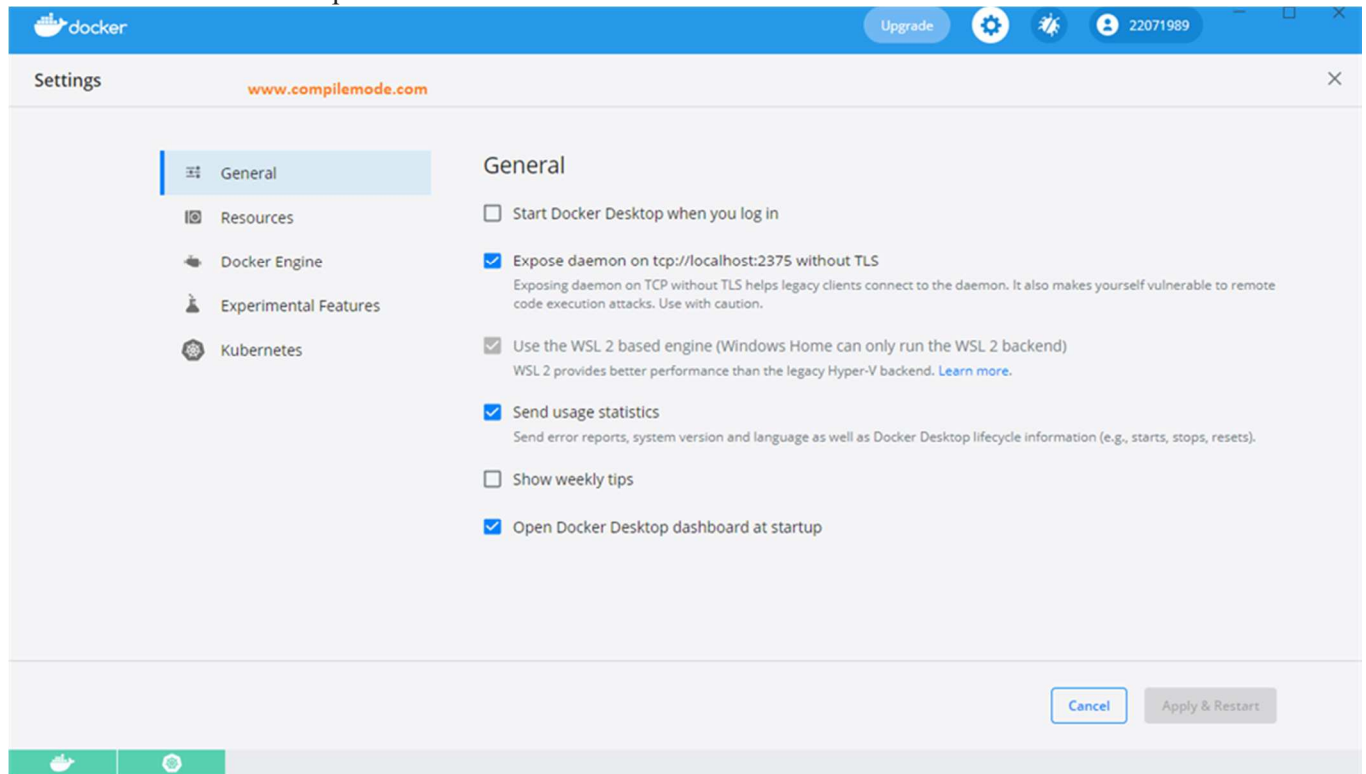 docker
Upgrade
22071989
Settings
www.compilemode.com
General
Resources
Docker Engine
Experimental Features
Kubernetes
General
Start Docker Desktop when you log in
Expose daemon on tcp://localhost:2375 without TLS
Exposing daemon on TCP without TLS helps legacy clients connect to the daemon. It also makes yourself vulnerable to remote
code execution attacks. Use with caution.
Use the WSL 2 based engine (Windows Home can only run the WSL 2 backend)
WSL 2 provides better performance than the legacy Hyper-V backend. Learn more.
Send usage statistics
Send error reports, system version and language as well as Docker Desktop lifecycle information (e.g., starts, stops, resets).
Show weekly tips
Open Docker Desktop dashboard at startup
Cancel
Apply & Restart